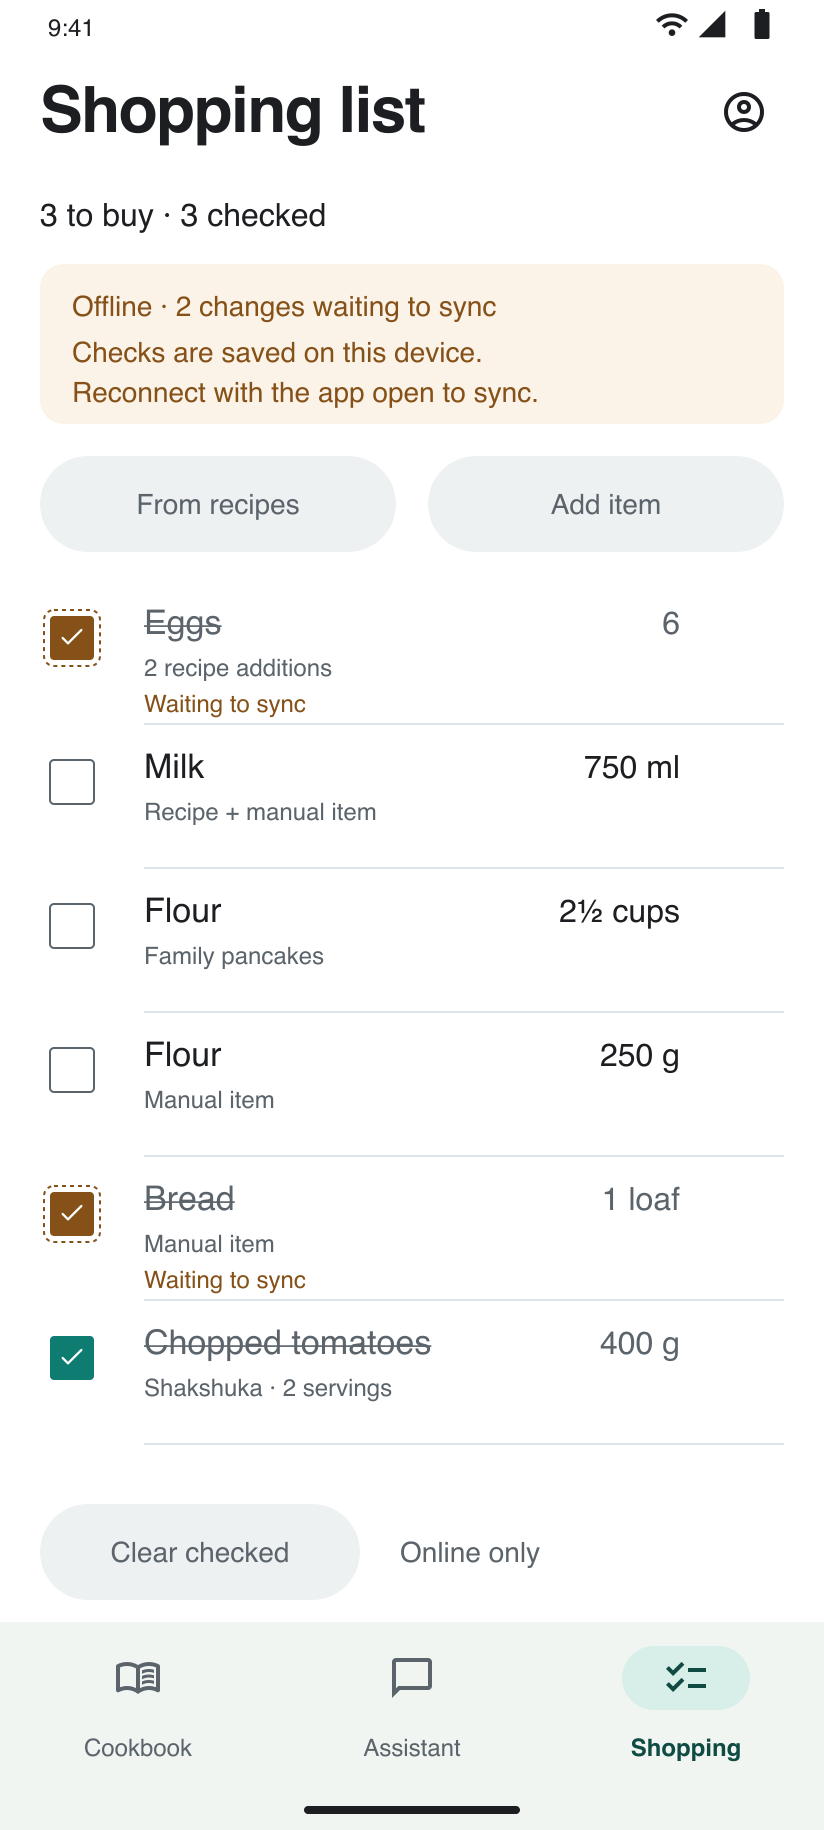 9:41
Shopping list
3 to buy · 3 checked
Offline · 2 changes waiting to sync
Checks are saved on this device.
Reconnect with the app open to sync.
From recipes
Add item
Eggs
6
2 recipe additions
Waiting to sync
Milk
750 ml
Recipe + manual item
Flour
2½ cups
Family pancakes
Flour
250 g
Manual item
Bread
1 loaf
Manual item
Waiting to sync
Chopped tomatoes
400 g
Shakshuka · 2 servings
Clear checked
Online only
Cookbook
Assistant
Shopping